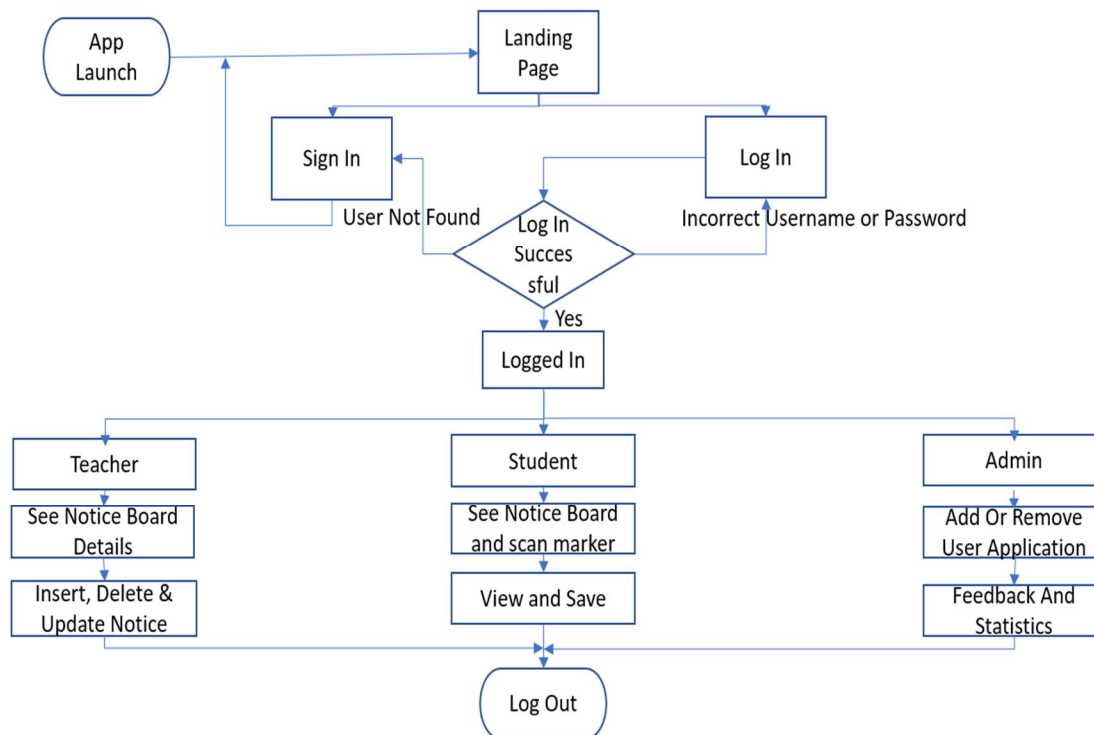 App
Launch
Landing
Page
Sign In
Log In
User Not Found
Incorrect Username or Password
Log In
Succes
sful
Yes
Logged In
Teacher
Student
Admin
See Notice Board
Details
See Notice Board
and scan marker
Add Or Remove
User Application
Insert, Delete &
Update Notice
View and Save
Feedback And
Statistics
Log Out